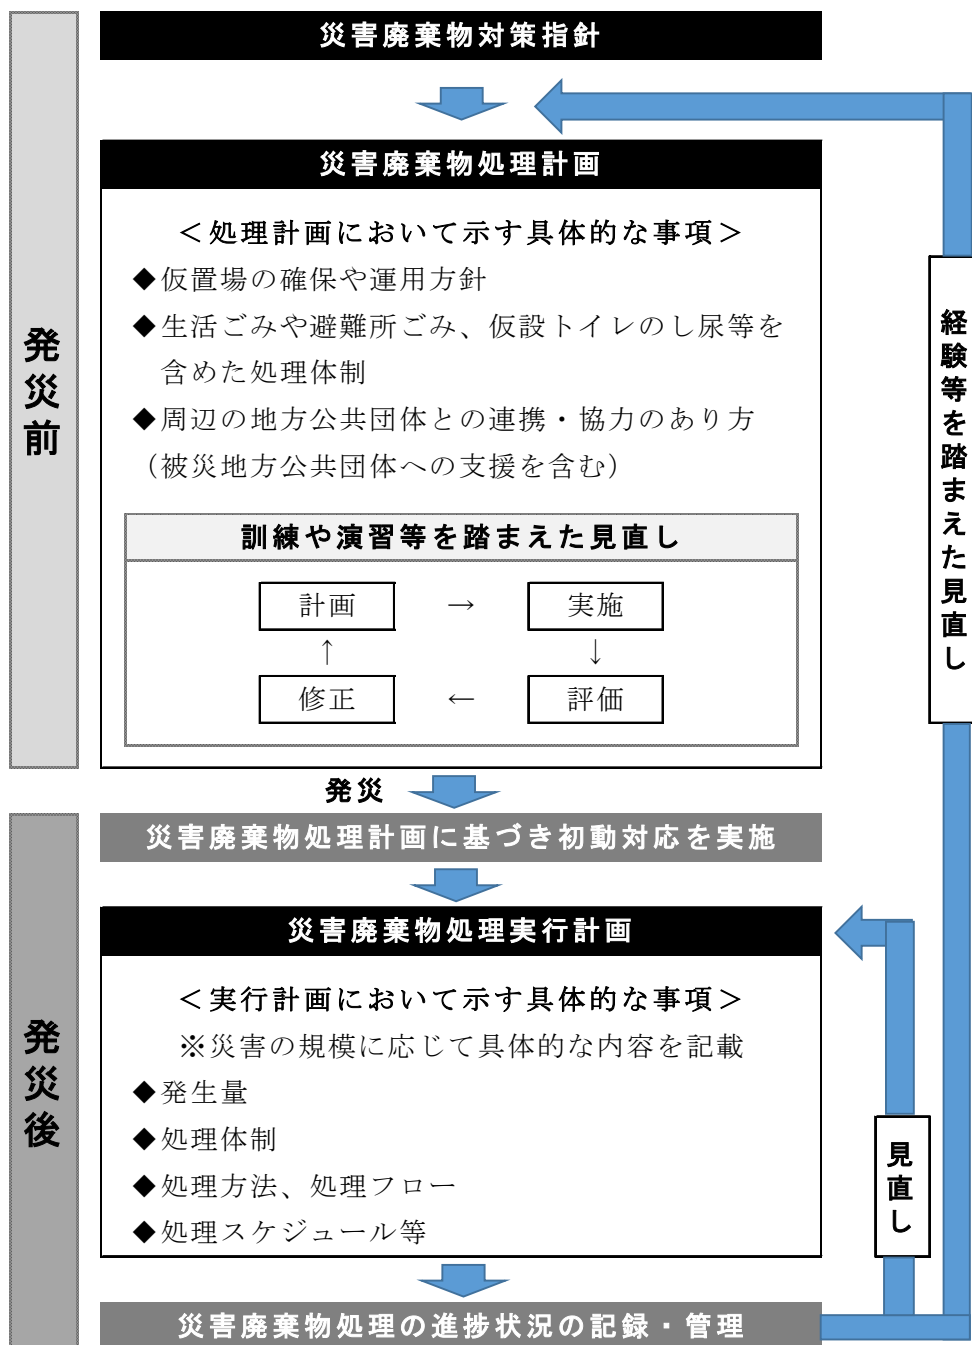 災害廃棄物対策指針
災害廃棄物処理計画
＜処理計画において示す具体的な事項＞
◆仮置場の確保や運用方針
◆生活ごみや避難所ごみ、仮設トイレのし尿等を
含めた処理体制
◆周辺の地方公共団体との連携・協力のあり方
（被災地方公共団体への支援を含む）
訓練や演習等を踏まえた見直し
計画 → 実施
↑ ↓
修正 ← 評価
発災前
経験等を踏まえた見直し
発災
災害廃棄物処理計画に基づき初動対応を実施
災害廃棄物処理実行計画
＜実行計画において示す具体的な事項＞
※災害の規模に応じて具体的な内容を記載
◆発生量
◆処理体制
◆処理方法、処理フロー
◆処理スケジュール等
発災後
見直し
災害廃棄物処理の進捗状況の記録・管理